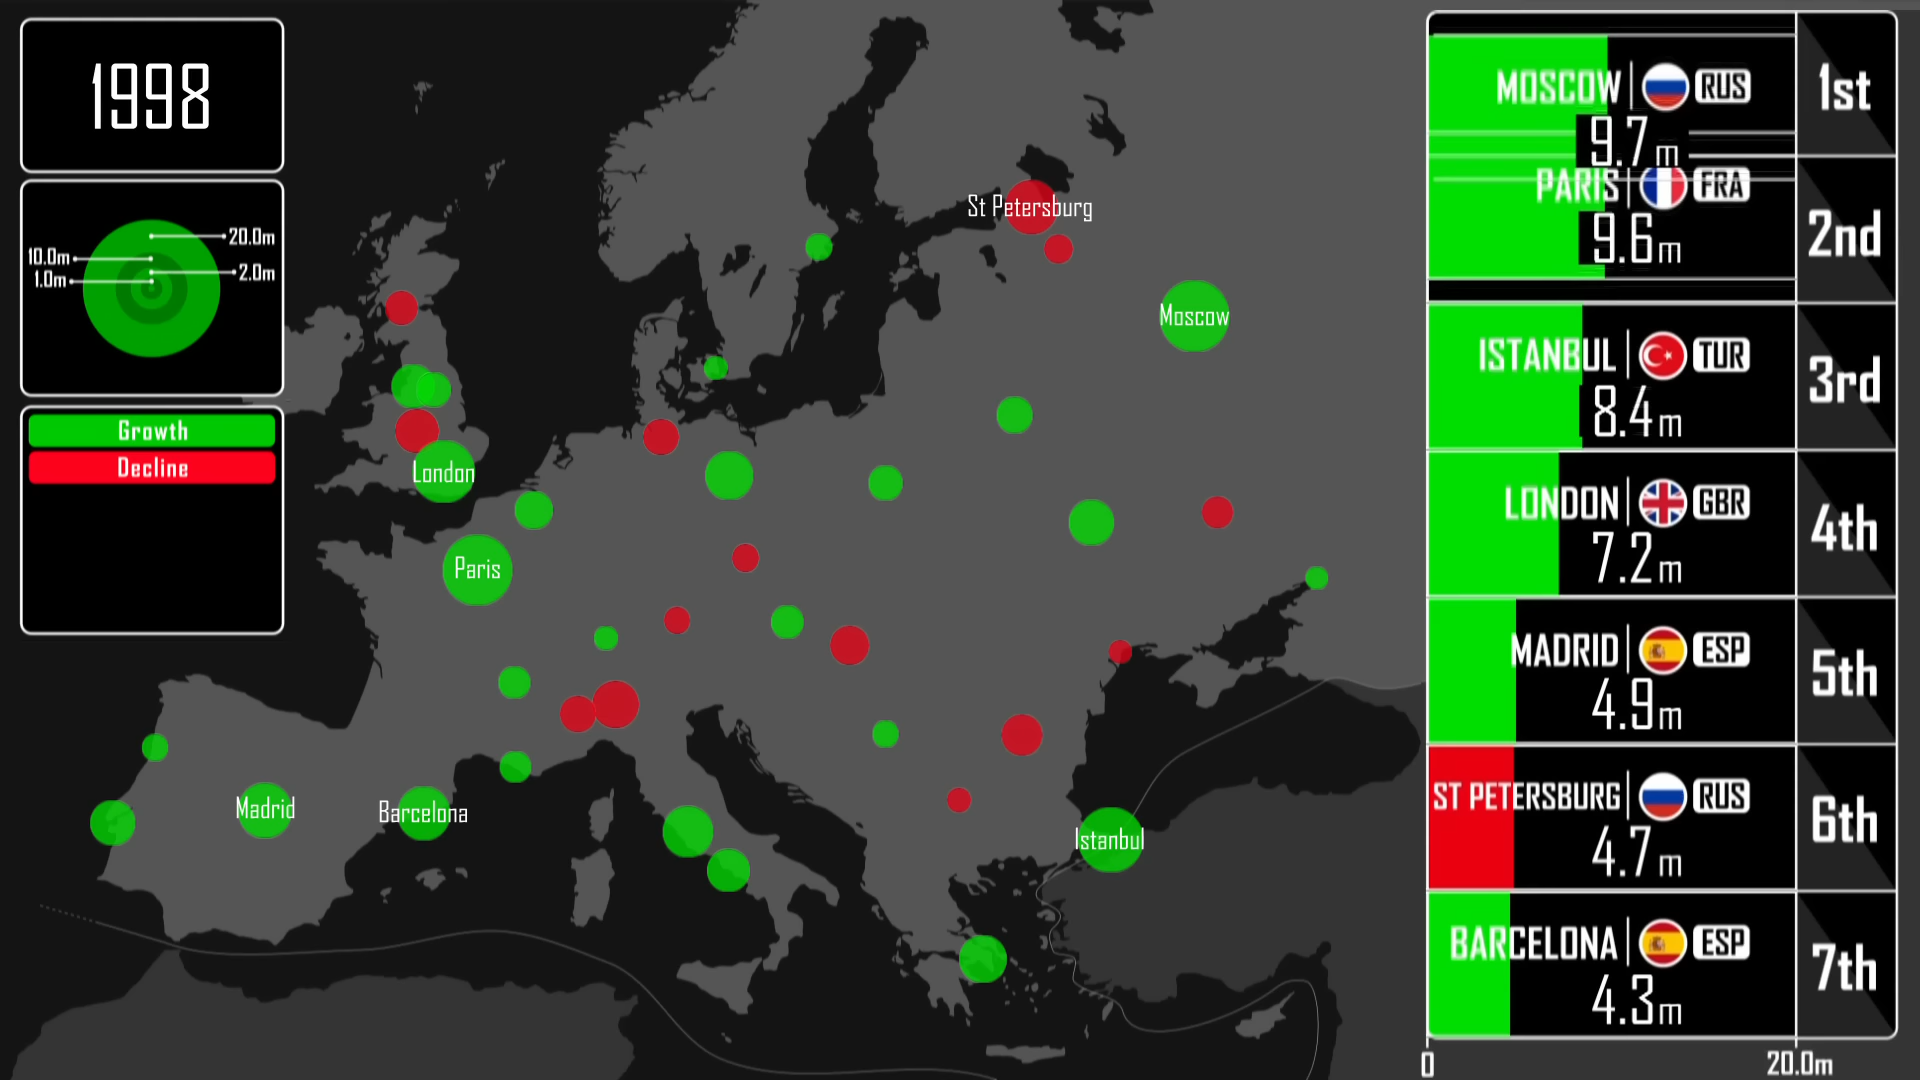 1998
20.0m
10.0m
2.0m
1.0m
Growth
Decline
St Petersburg
Moscow
London
Paris
Madrid
Barcelona
Istanbul
MOSCOW RUS
9.7m
1st
PARIS FRA
9.6m
2nd
ISTANBUL TUR
8.4m
3rd
LONDON GBR
7.2m
4th
MADRID ESP
4.9m
5th
ST PETERSBURG RUS
4.7m
6th
BARCELONA ESP
4.3m
7th
0
20.0m